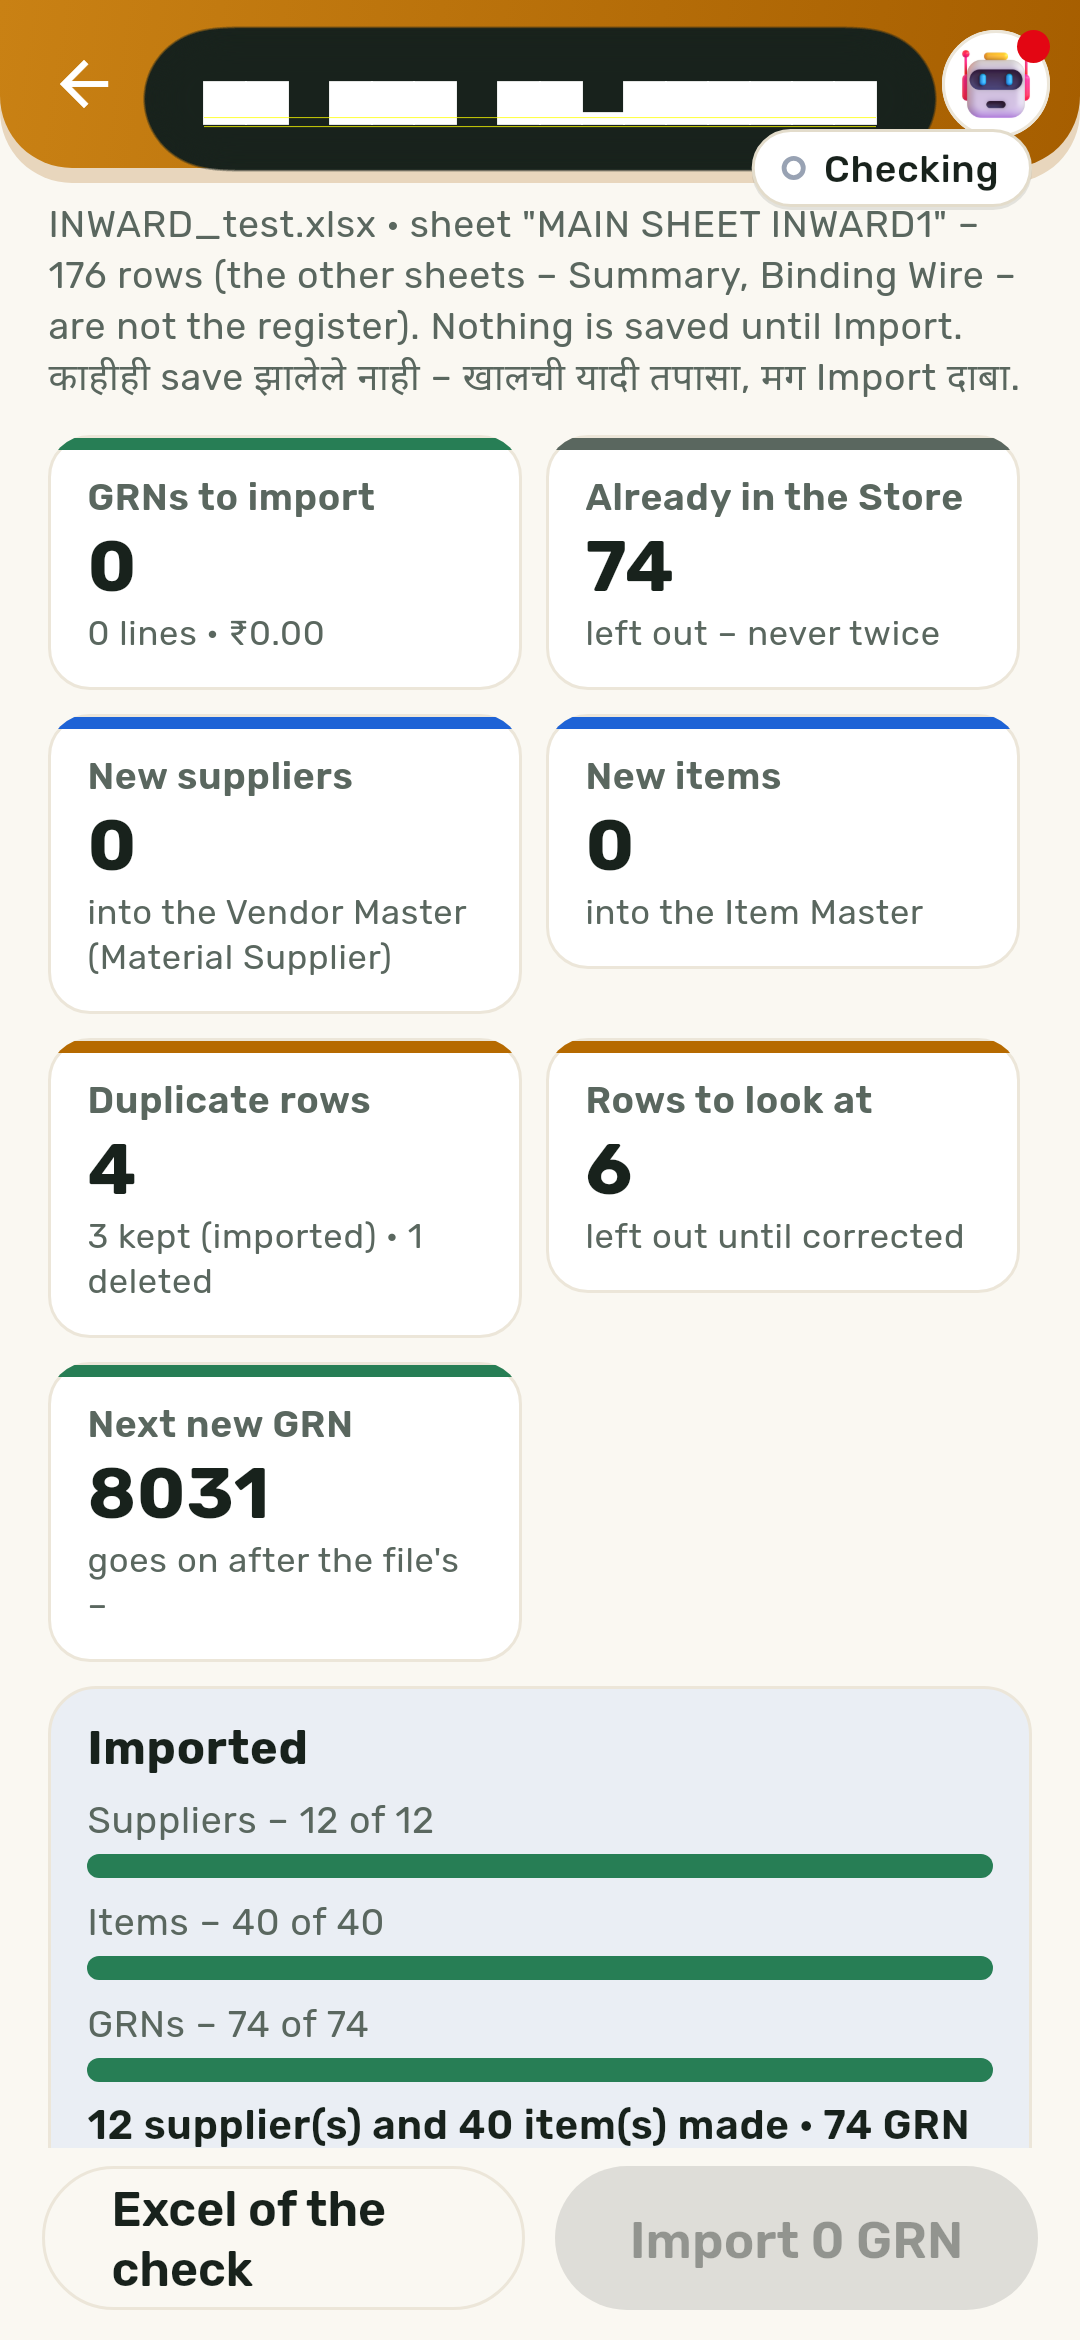 Checking
INWARD_test.xlsx • sheet "MAIN SHEET INWARD1" –
176 rows (the other sheets – Summary, Binding Wire –
are not the register). Nothing is saved until Import.
काहीही save झालेले नाही – खालची यादी तपासा, मग Import दाबा.
GRNs to import
0
0 lines • ₹0.00
Already in the Store
74
left out – never twice
New suppliers
0
into the Vendor Master
(Material Supplier)
New items
0
into the Item Master
Duplicate rows
4
3 kept (imported) • 1
deleted
Rows to look at
6
left out until corrected
Next new GRN
8031
goes on after the file's
–
Imported
Suppliers – 12 of 12
Items – 40 of 40
GRNs – 74 of 74
12 supplier(s) and 40 item(s) made • 74 GRN
Excel of the
check
Import 0 GRN